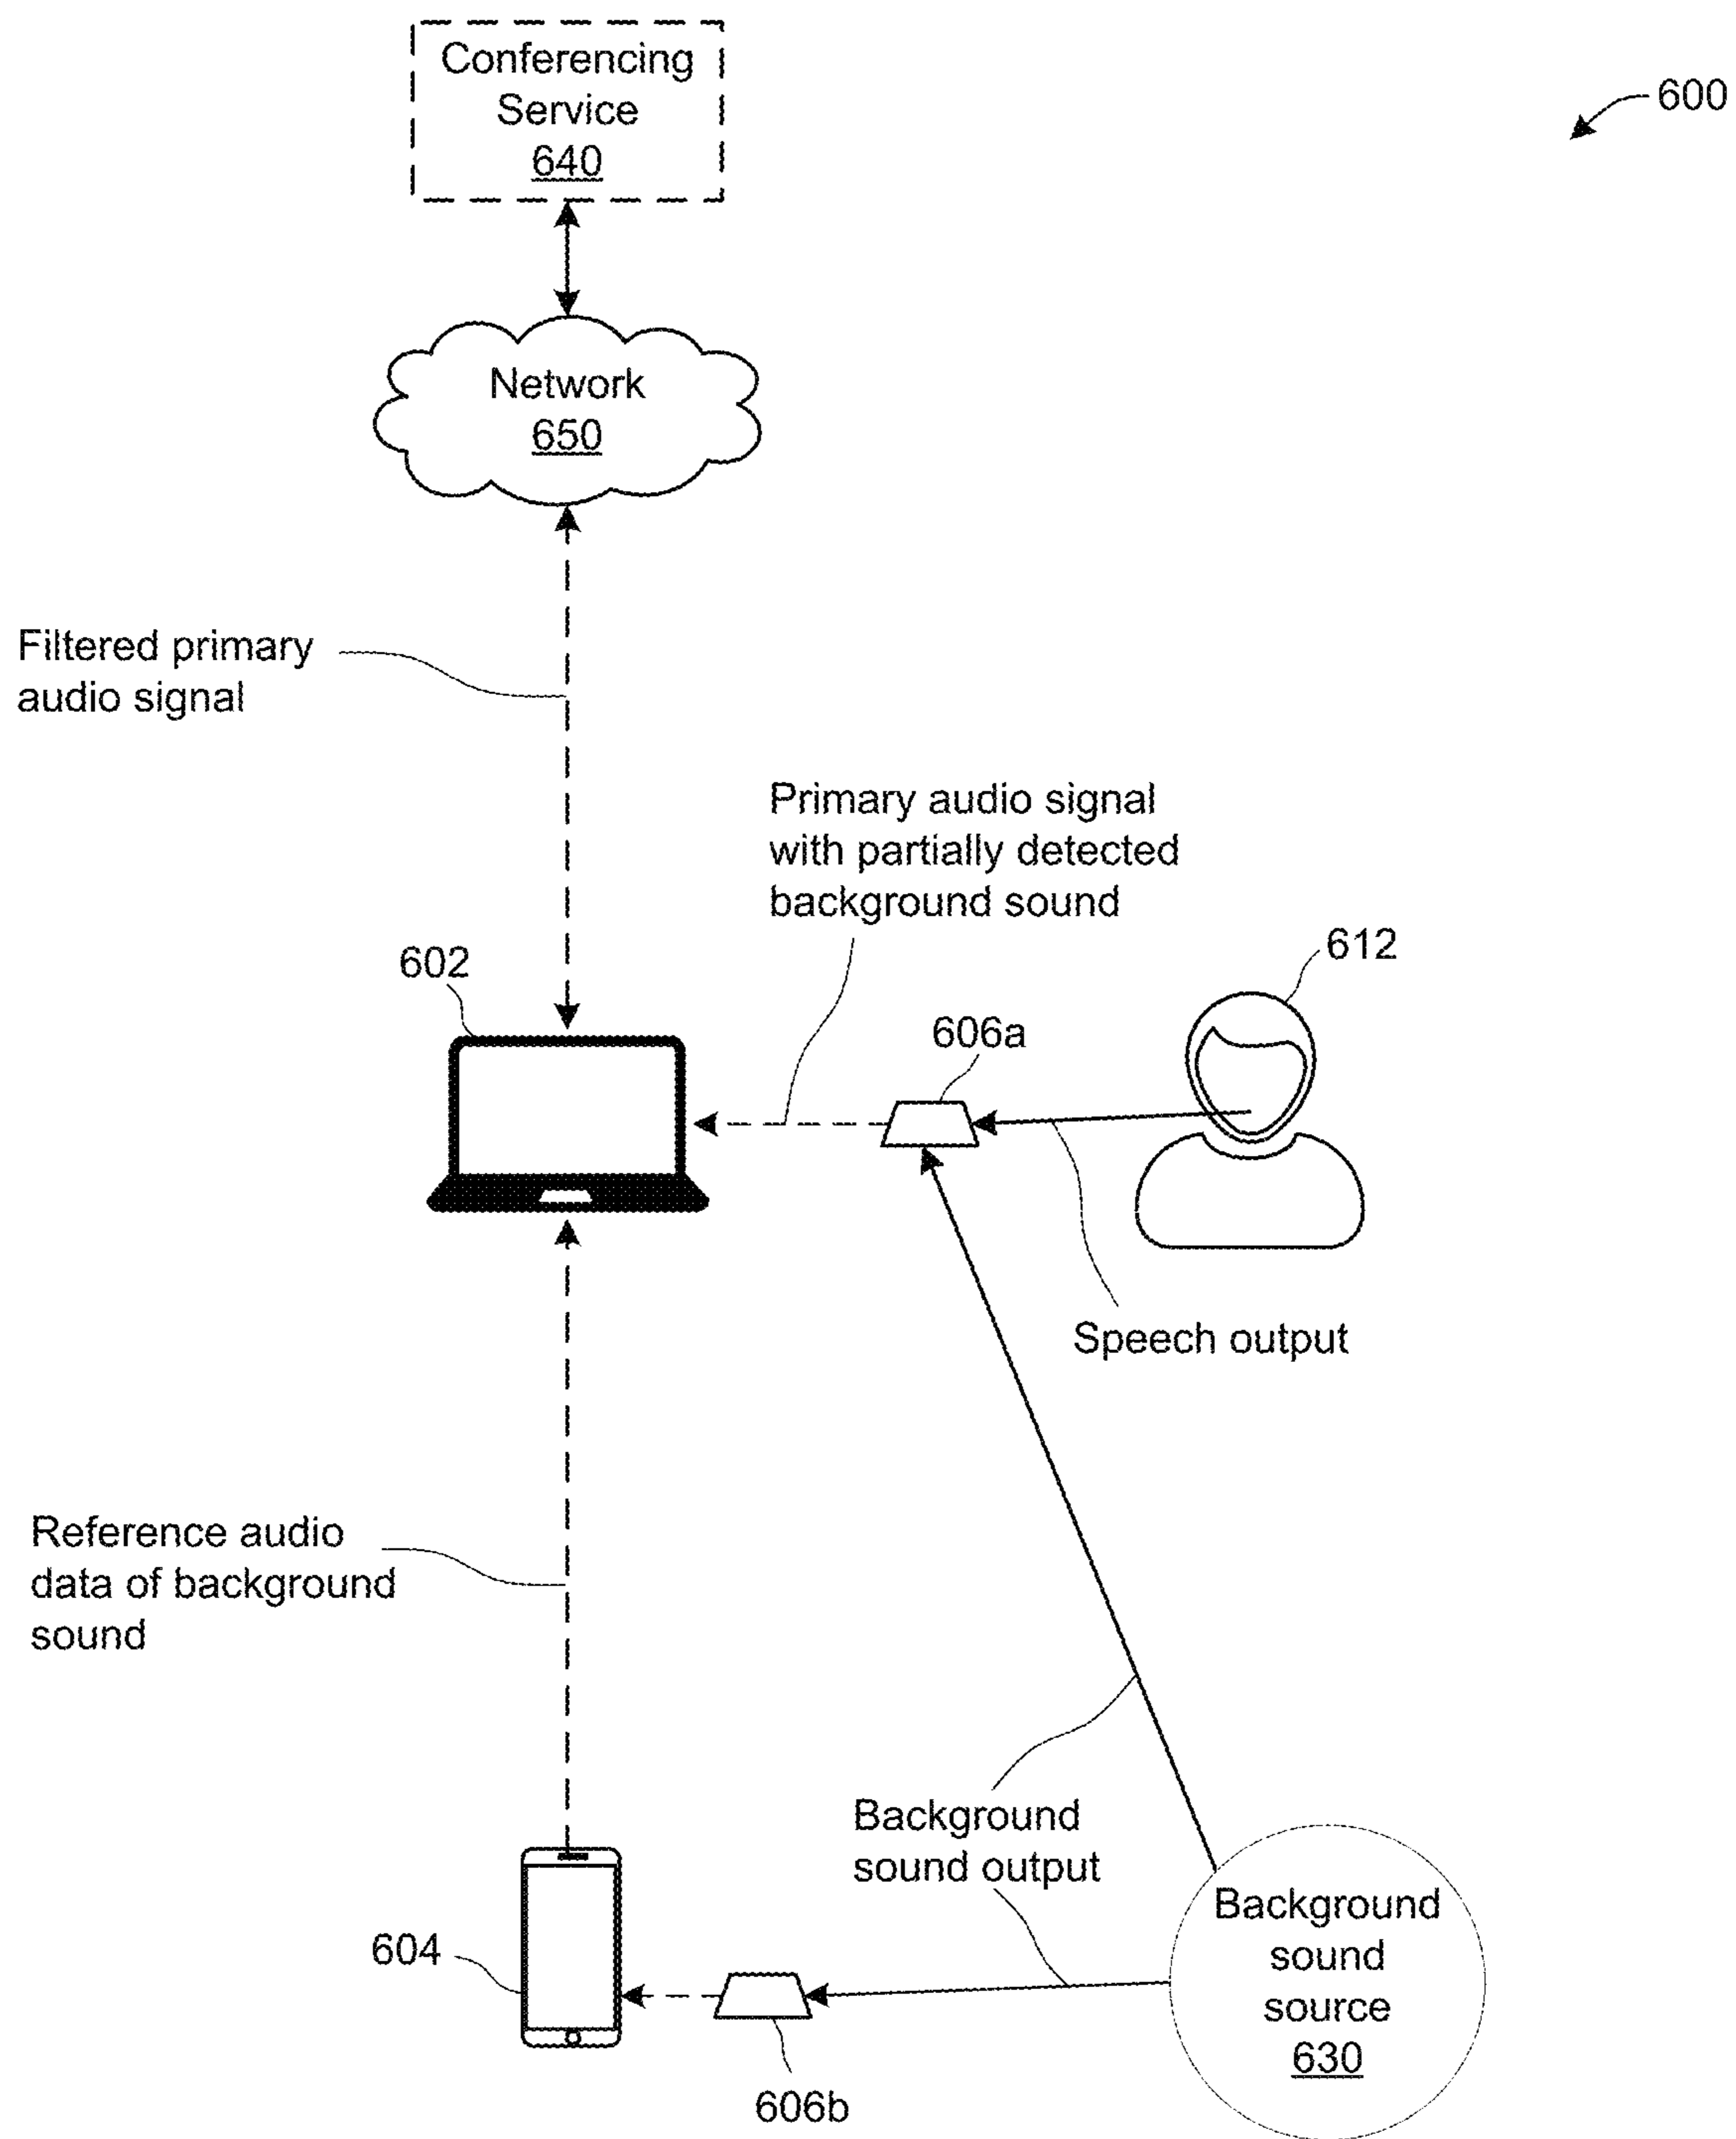 Conferencing
Service
640
600
Network
650
Filtered primary
audio signal
Primary audio signal
with partially detected
background sound
602
606a
612
Speech output
Reference audio
data of background
sound
Background
sound output
604
606b
Background
sound
source
630